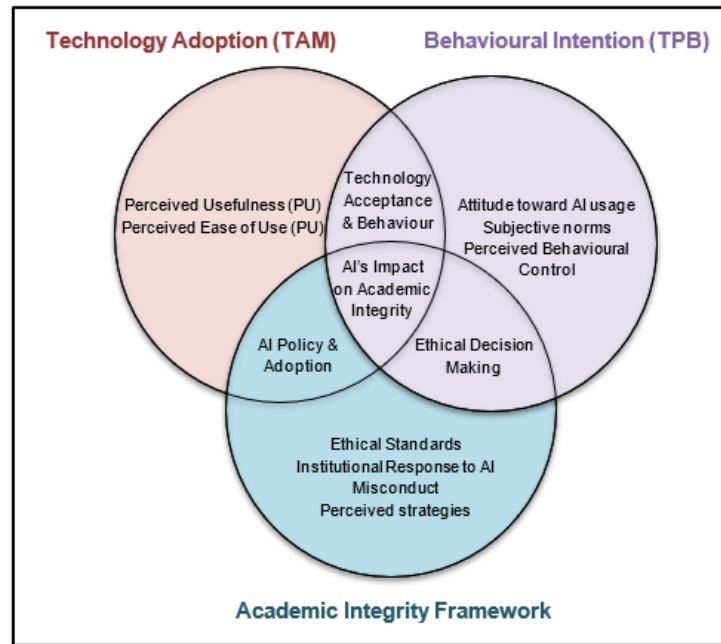 Technology Adoption (TAM)
Behavioural Intention (TPB)
Technology
Acceptance
& Behaviour
Perceived Usefulness (PU)
Perceived Ease of Use (PU)
Attitude toward AI usage
Subjective norms
Perceived Behavioural
Control
AI's Impact
on Academic
Integrity
AI Policy &
Adoption
Ethical Decision
Making
Ethical Standards
Institutional Response to AI
Misconduct
Perceived strategies
Academic Integrity Framework